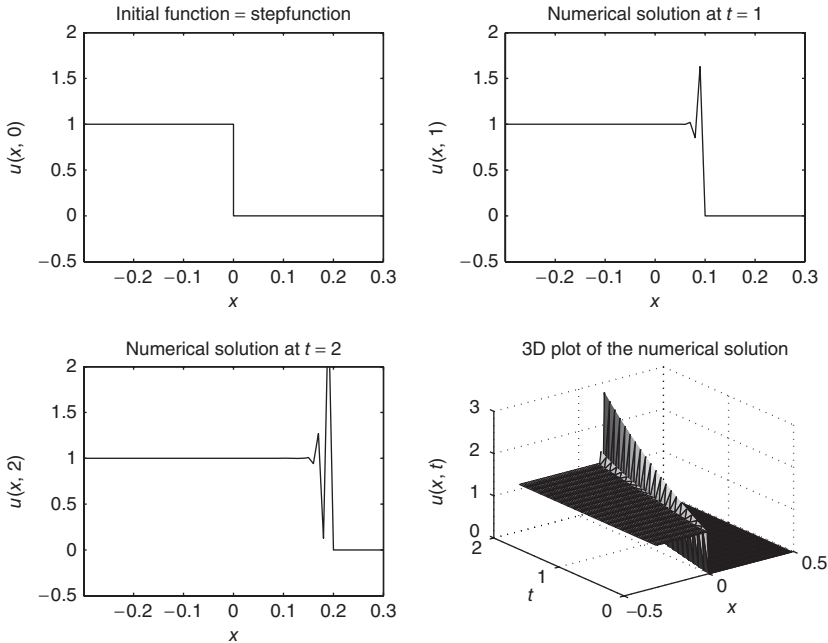 Initial function = stepfunction
2
1.5
1
0.5
0
−0.5
u(x, 0)
−0.2 −0.1 0 0.1 0.2 0.3
x
Numerical solution at t = 1
2
1.5
1
0.5
0
−0.5
u(x, 1)
−0.2 −0.1 0 0.1 0.2 0.3
x
Numerical solution at t = 2
2
1.5
1
0.5
0
−0.5
u(x, 2)
−0.2 −0.1 0 0.1 0.2 0.3
x
3D plot of the numerical solution
3
2
1
0
u(x, t)
2
1
0
t
−0.5
0
0.5
x